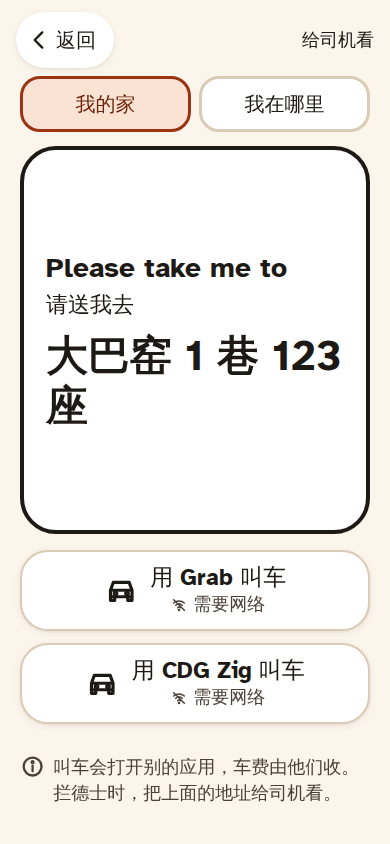 返回
给司机看
我的家
我在哪里
Please take me to
请送我去
大巴窑 1 巷 123
座
用 Grab 叫车
需要网络
用 CDG Zig 叫车
需要网络
叫车会打开别的应用，车费由他们收。
拦德士时，把上面的地址给司机看。